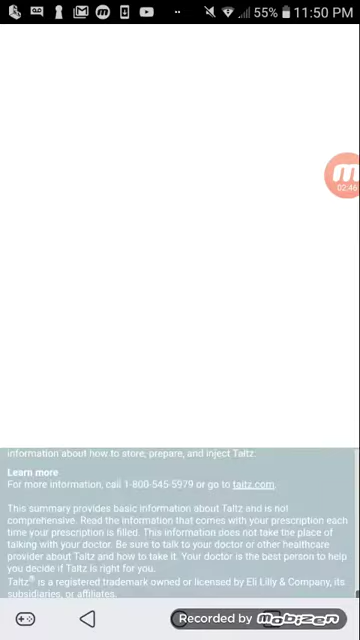 55% 11:50 PM
02:46
information about how to store, prepare, and inject Taltz.
Learn more
For more information, call 1-800-545-5979 or go to taltz.com.
This summary provides basic information about Taltz and is not
comprehensive. Read the information that comes with your prescription each
time your prescription is filled. This information does not take the place of
talking with your doctor. Be sure to talk to your doctor or other healthcare
provider about Taltz and how to take it. Your doctor is the best person to help
you decide if Taltz is right for you.
Taltz® is a registered trademark owned or licensed by Eli Lilly & Company, its
subsidiaries, or affiliates.
Recorded by mobizen